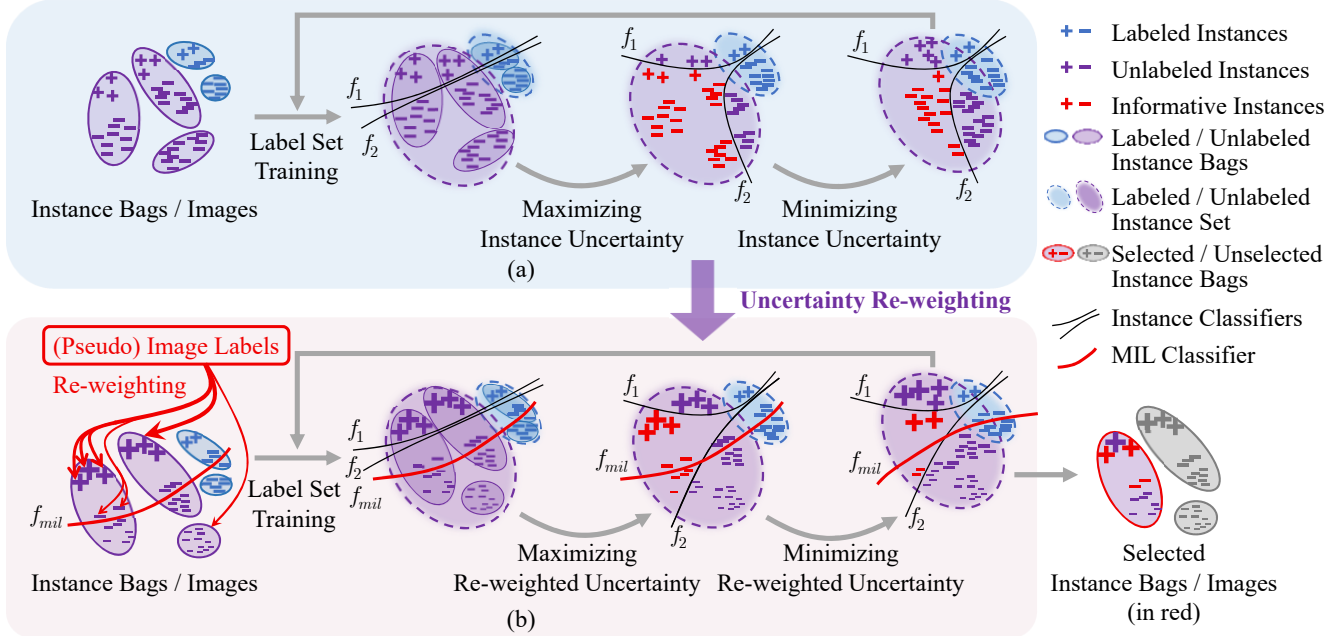 f1
f2
Label Set
Training
Instance Bags / Images
f1
f2
Maximizing
Instance Uncertainty
f1
f2
Minimizing
Instance Uncertainty
(a)
Uncertainty Re-weighting
(Pseudo) Image Labels
Re-weighting
fmil
Instance Bags / Images
Label Set
Training
f1
f2
fmil
Maximizing
Re-weighted Uncertainty
f1
fmil
f2
Minimizing
Re-weighted Uncertainty
f1
fmil
f2
(b)
Labeled Instances
Unlabeled Instances
Informative Instances
Labeled / Unlabeled
Instance Bags
Labeled / Unlabeled
Instance Set
Selected / Unselected
Instance Bags
Instance Classifiers
MIL Classifier
Selected
Instance Bags / Images
(in red)